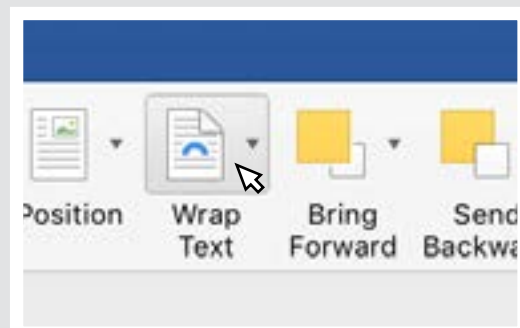 Position
Wrap
Text
Bring
Forward
Send
Backwa